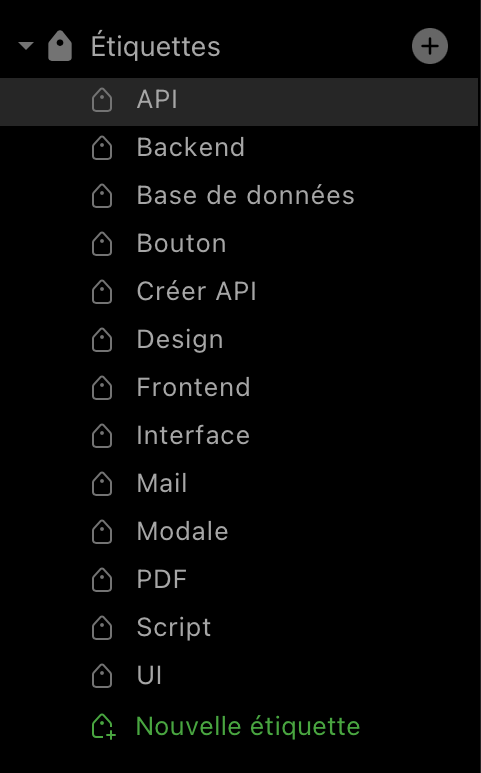 Étiquettes
API
Backend
Base de données
Bouton
Créer API
Design
Frontend
Interface
Mail
Modale
PDF
Script
UI
Nouvelle étiquette